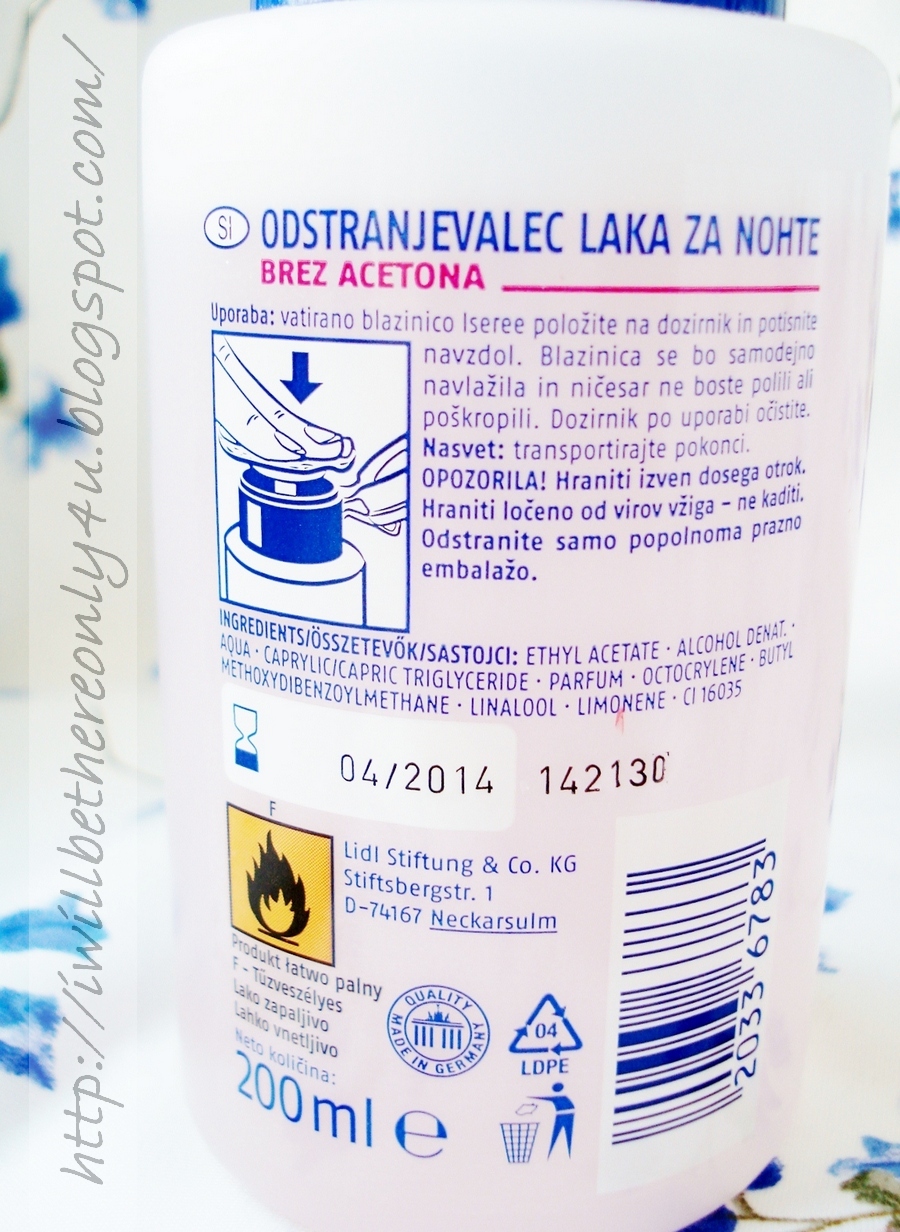 http://iwillbethereonly4u.blogspot.com/
SI ODSTRANJEVALEC LAKA ZA NOHTE
BREZ ACETONA
Uporaba: vatirano blazinico Iseree položite na dozirnik in potisnite
navzdol. Blazinica se bo samodejno
navlažila in ničesar ne boste polili ali
poškropili. Dozirnik po uporabi očistite.
Nasvet: transportirajte pokonci.
OPOZORILA! Hraniti izven dosega otrok.
Hraniti ločeno od virov vžiga – ne kaditi.
Odstranite samo popolnoma prazno
embalažo.
INGREDIENTS/ÖSSZETEVŐK/SASTOJCI: ETHYL ACETATE · ALCOHOL DENAT. ·
AQUA · CAPRYLIC/CAPRIC TRIGLYCERIDE · PARFUM · OCTOCRYLENE · BUTYL
METHOXYDIBENZOYLMETHANE · LINALOOL · LIMONENE · CI 16035
04/2014 142130
F
Lidl Stiftung & Co. KG
Stiftsbergstr. 1
D-74167 Neckarsulm
Produkt łatwo palny
F - Tűzveszélyes
Lako zapaljivo
Lahko vnetljivo
Neto količina:
200 ml e
QUALITY
MADE IN GERMANY
04
LDPE
2033 6783